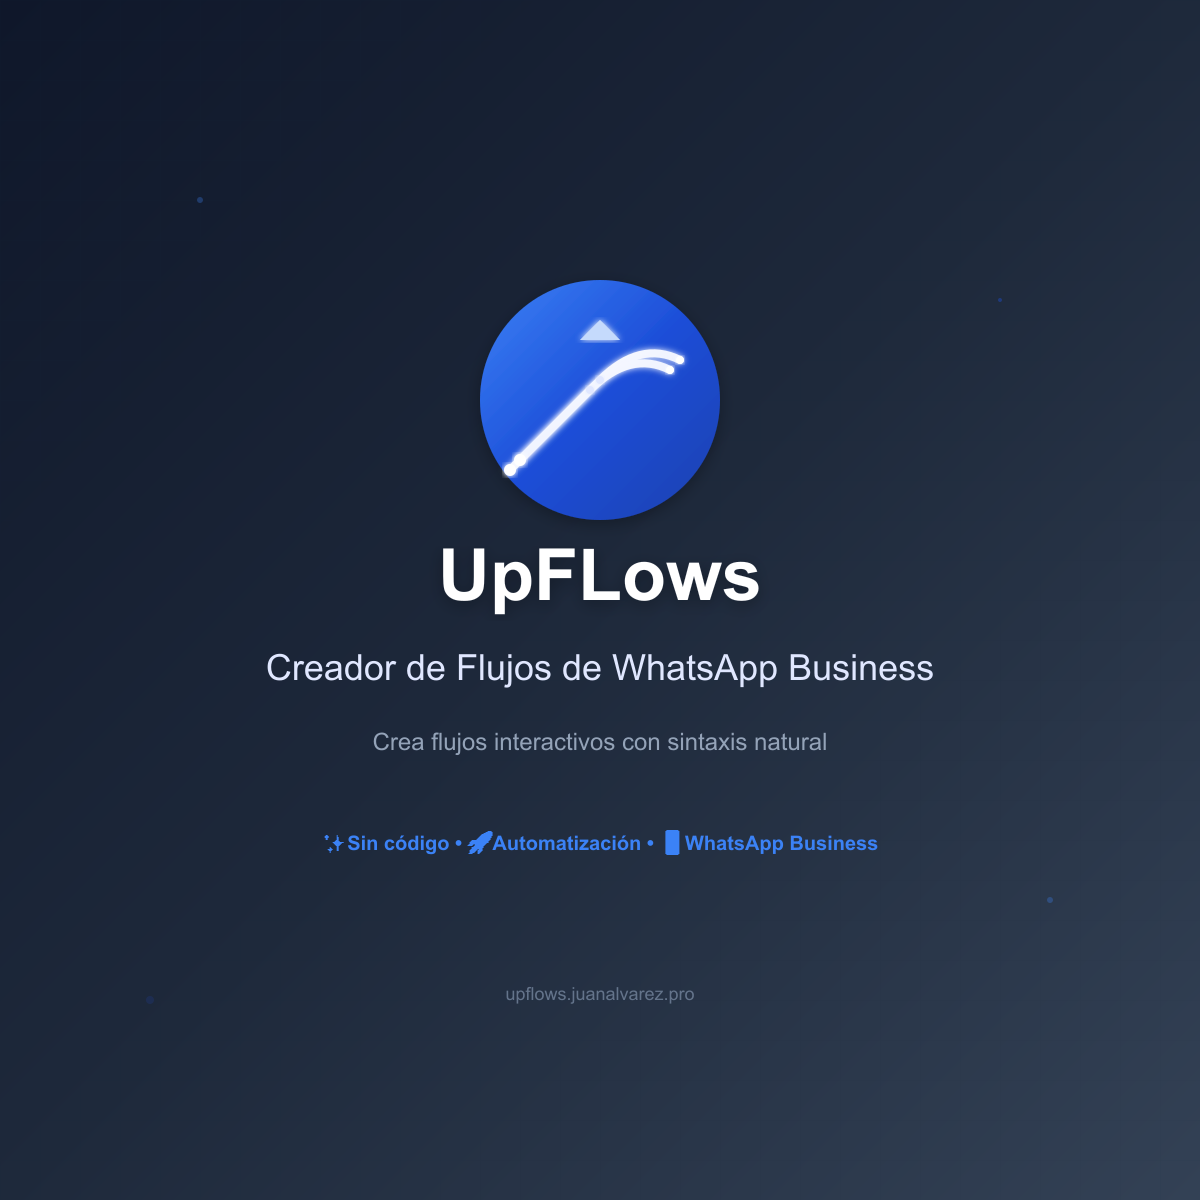 UpFLows
Creador de Flujos de WhatsApp Business
Crea flujos interactivos con sintaxis natural
✨Sin código • 🚀Automatización • 📱WhatsApp Business
upflows.juanalvarez.pro